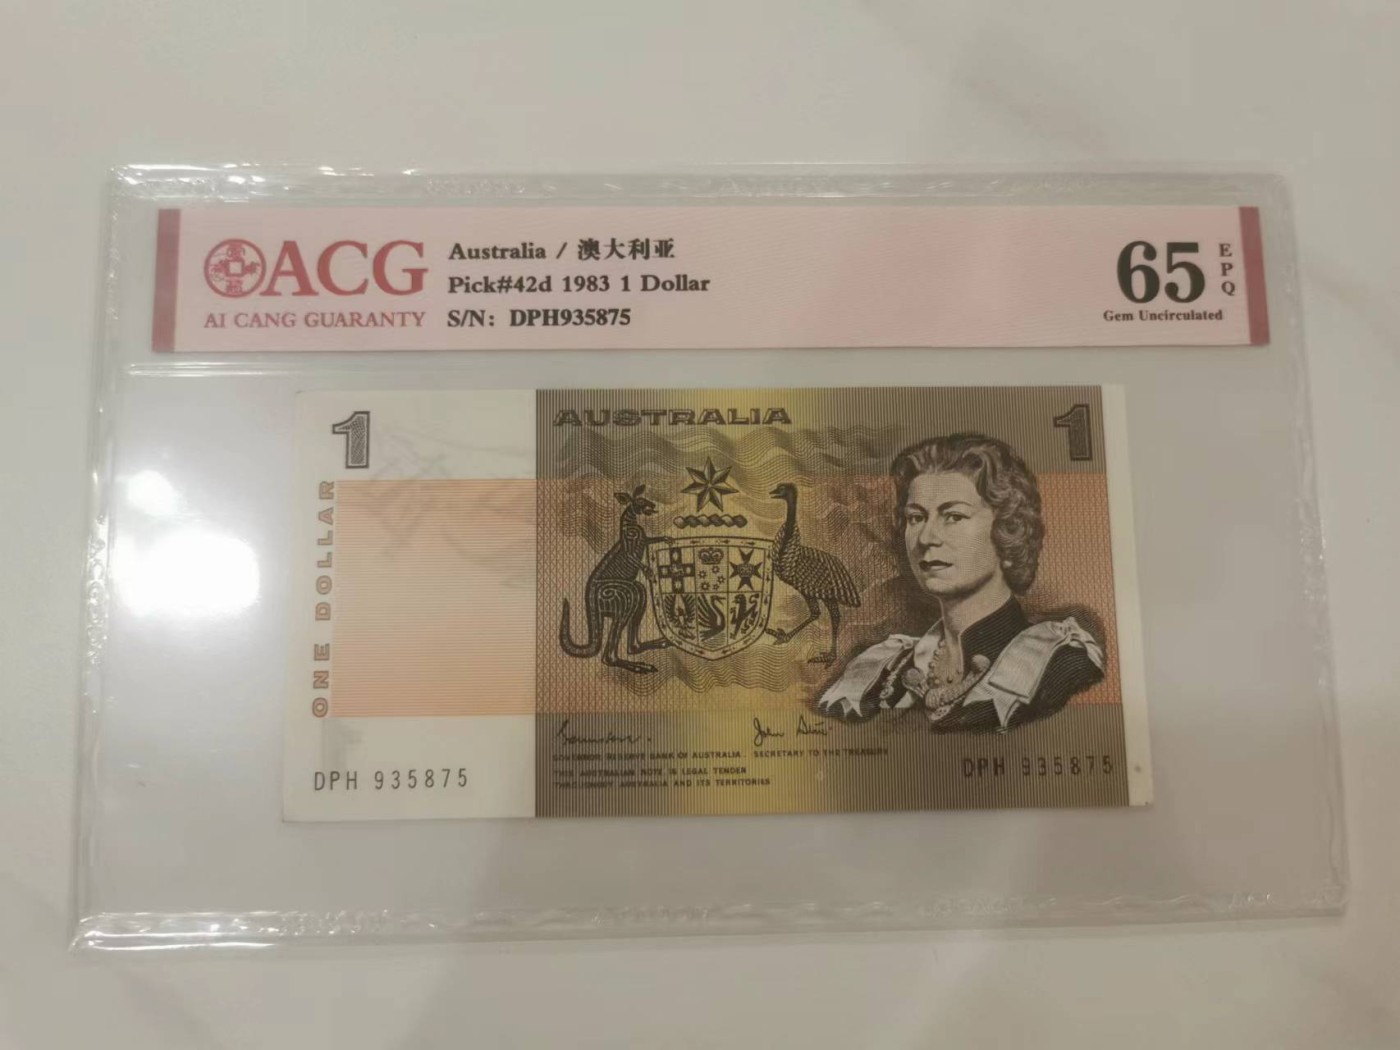 ACG
AI CANG GUARANTY
Australia / 澳大利亚
Pick#42d 1983 1 Dollar
S/N: DPH935875
65 EPQ
Gem Uncirculated
1
AUSTRALIA
1
ONE DOLLAR
GOVERNOR, RESERVE BANK OF AUSTRALIA. SECRETARY TO THE TREASURY
THIS AUSTRALIAN NOTE IS LEGAL TENDER
THROUGHOUT AUSTRALIA AND ITS TERRITORIES
DPH 935875
DPH 935875